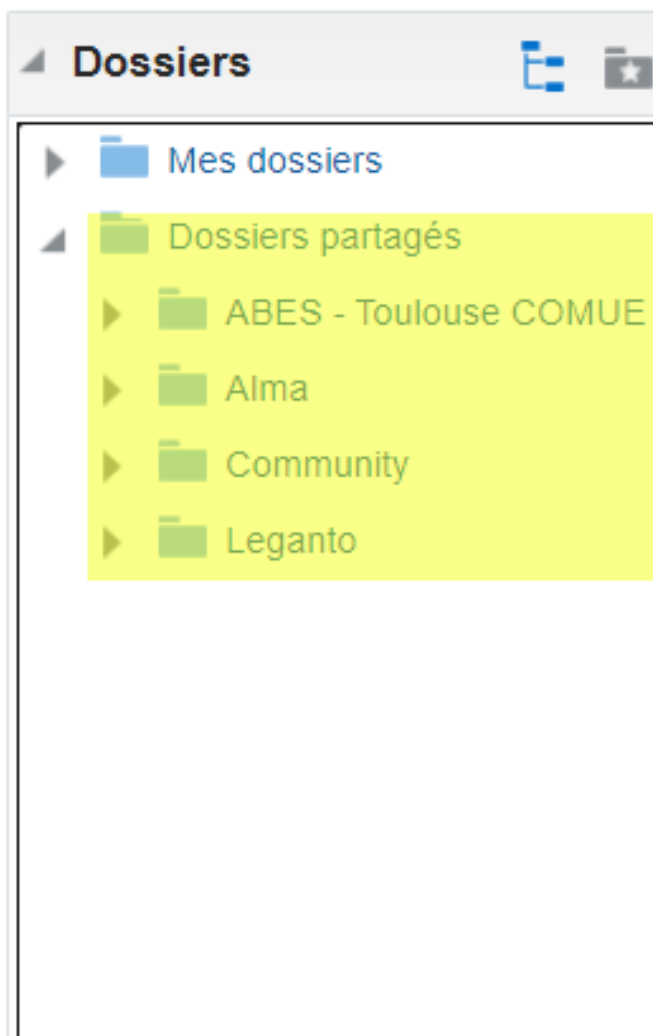 Dossiers
Mes dossiers
Dossiers partagés
ABES - Toulouse COMUE
Alma
Community
Leganto